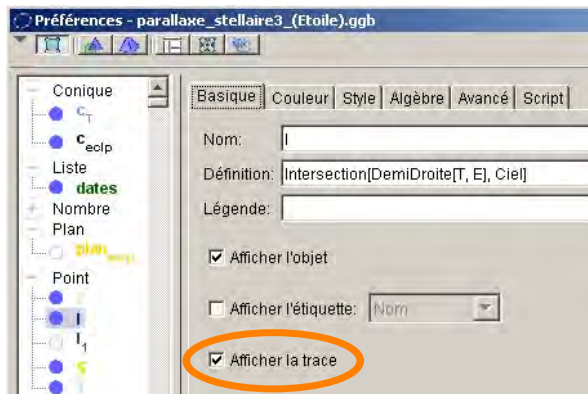 Préférences - parallaxe_stellaire3_(Etoile).ggb
Conique
c_T
c_eclp
Liste
dates
Nombre
Plan
Point
I
I_1
S
Basique Couleur Style Algèbre Avancé Script
Nom: I
Définition: Intersection[DemiDroite[T, E], Ciel]
Légende:
Afficher l'objet
Afficher l'étiquette: Nom
Afficher la trace